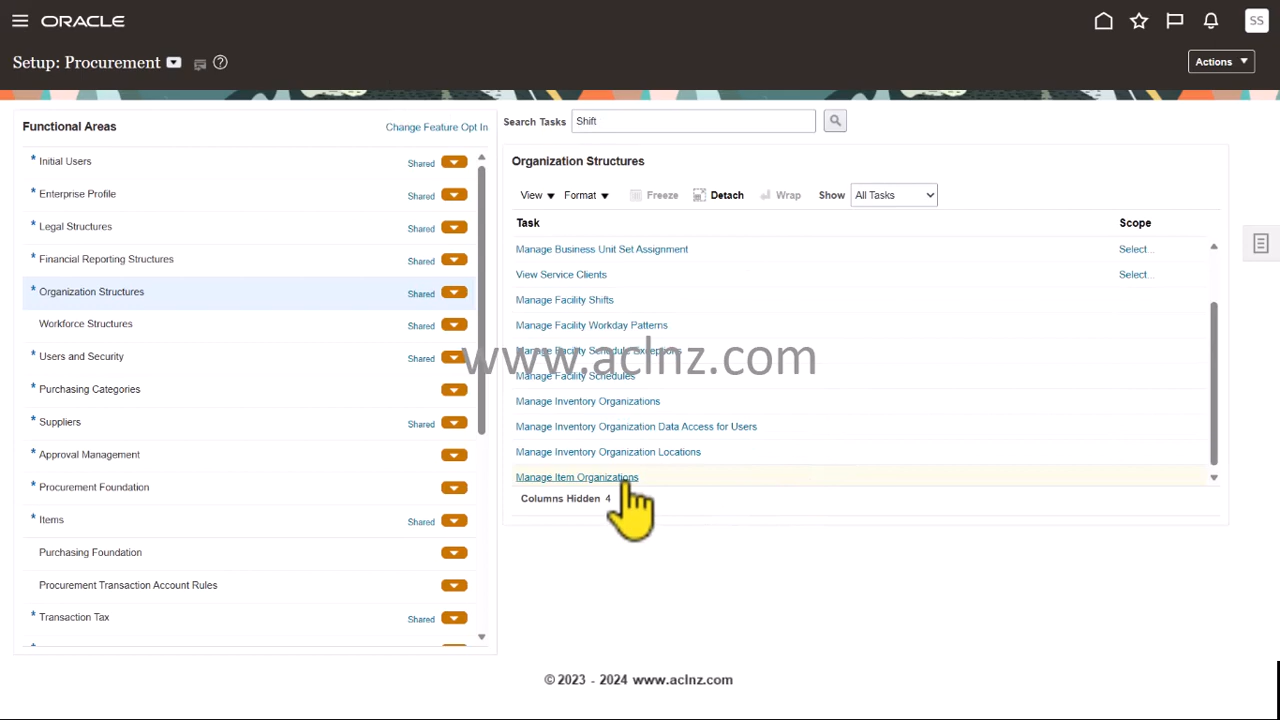 ORACLE
SS
Setup: Procurement
Actions
Functional Areas
Change Feature Opt In
* Initial Users Shared
* Enterprise Profile Shared
* Legal Structures Shared
* Financial Reporting Structures Shared
* Organization Structures Shared
Workforce Structures Shared
* Users and Security Shared
* Purchasing Categories
* Suppliers Shared
* Approval Management
* Procurement Foundation
* Items Shared
Purchasing Foundation
Procurement Transaction Account Rules
* Transaction Tax Shared
Search Tasks Shift
Organization Structures
View Format Freeze Detach Wrap Show All Tasks
Task Scope
Manage Business Unit Set Assignment Select...
View Service Clients Select...
Manage Facility Shifts
Manage Facility Workday Patterns
Manage Facility Schedule Exceptions
www.aclnz.com
Manage Facility Schedules
Manage Inventory Organizations
Manage Inventory Organization Data Access for Users
Manage Inventory Organization Locations
Manage Item Organizations
Columns Hidden 4
© 2023 - 2024 www.aclnz.com